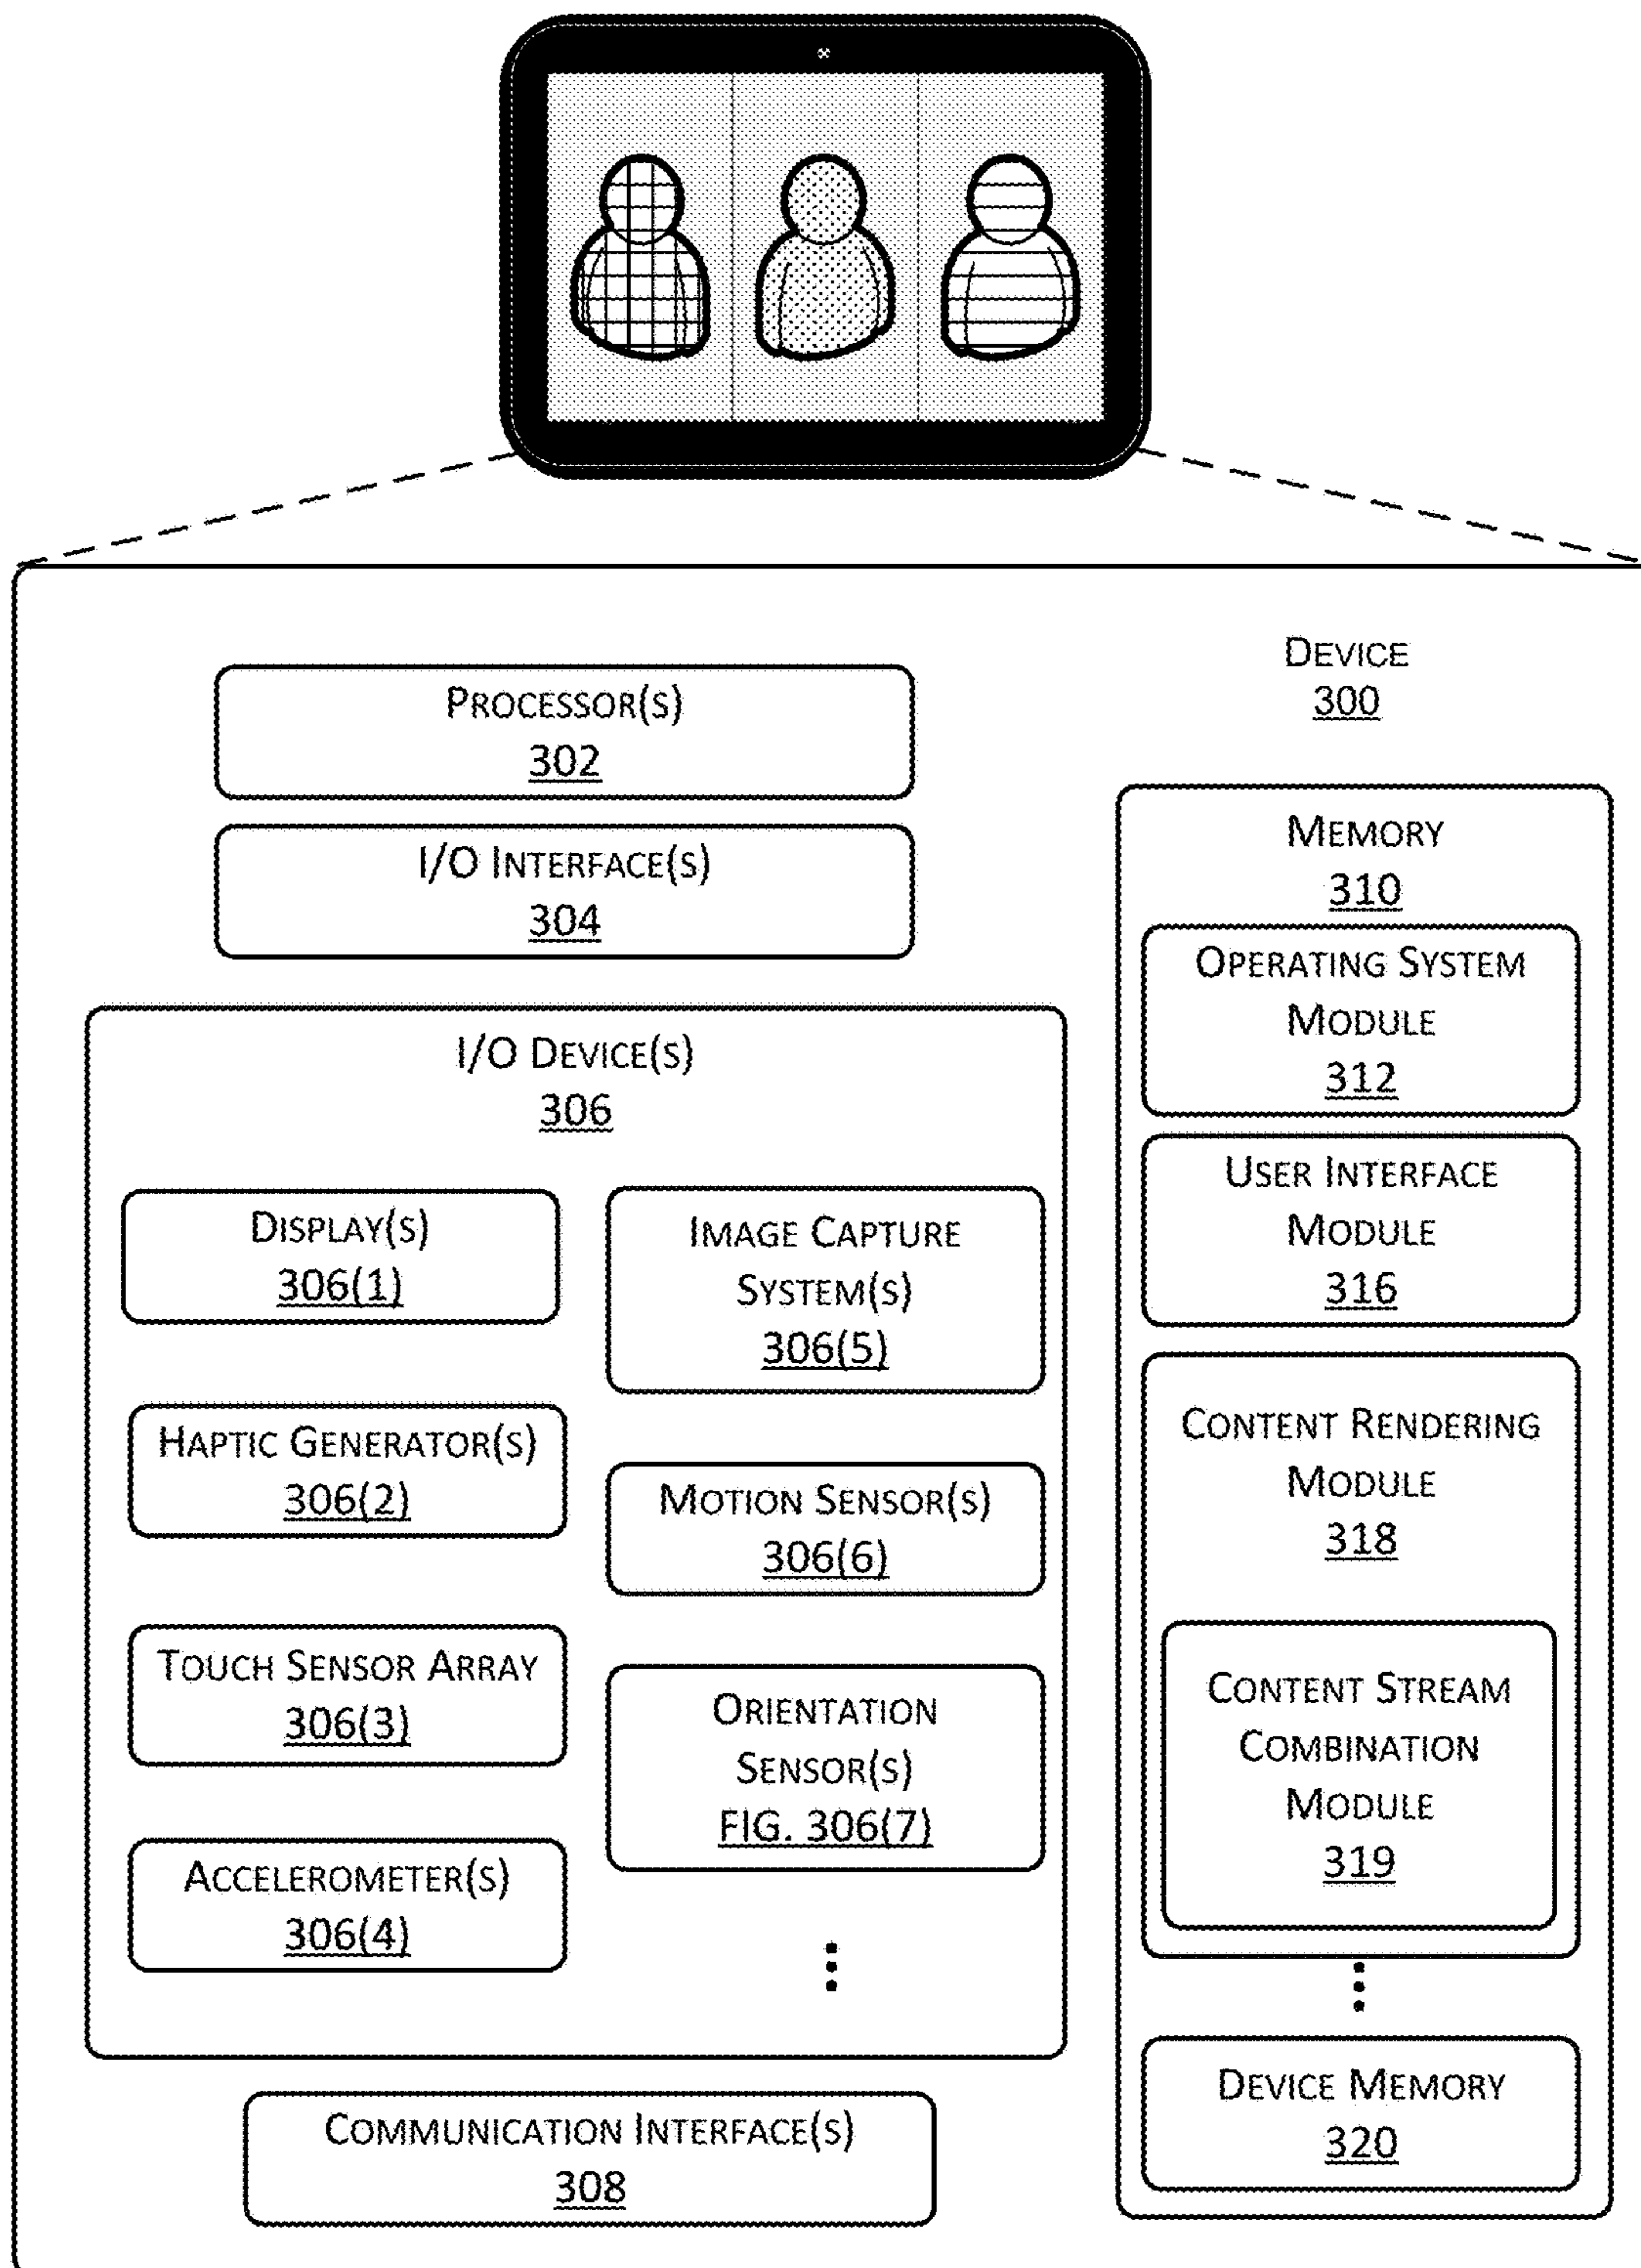 DEVICE
300
PROCESSOR(S)
302
I/O INTERFACE(S)
304
I/O DEVICE(S)
306
DISPLAY(S)
306(1)
HAPTIC GENERATOR(S)
306(2)
TOUCH SENSOR ARRAY
306(3)
ACCELEROMETER(S)
306(4)
IMAGE CAPTURE
SYSTEM(S)
306(5)
MOTION SENSOR(S)
306(6)
ORIENTATION
SENSOR(S)
FIG. 306(7)
COMMUNICATION INTERFACE(S)
308
MEMORY
310
OPERATING SYSTEM
MODULE
312
USER INTERFACE
MODULE
316
CONTENT RENDERING
MODULE
318
CONTENT STREAM
COMBINATION
MODULE
319
DEVICE MEMORY
320